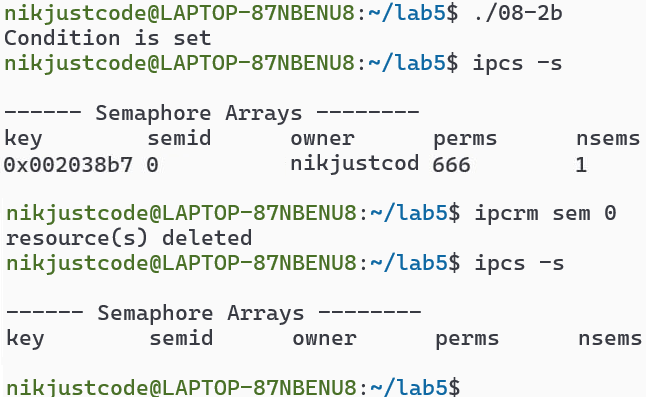 nikjustcode@LAPTOP-87NBENU8:~/lab5$ ./08-2b
Condition is set
nikjustcode@LAPTOP-87NBENU8:~/lab5$ ipcs -s
------ Semaphore Arrays --------
key semid owner perms nsems
0x002038b7 0 nikjustcod 666 1
nikjustcode@LAPTOP-87NBENU8:~/lab5$ ipcrm sem 0
resource(s) deleted
nikjustcode@LAPTOP-87NBENU8:~/lab5$ ipcs -s
------ Semaphore Arrays --------
key semid owner perms nsems
nikjustcode@LAPTOP-87NBENU8:~/lab5$